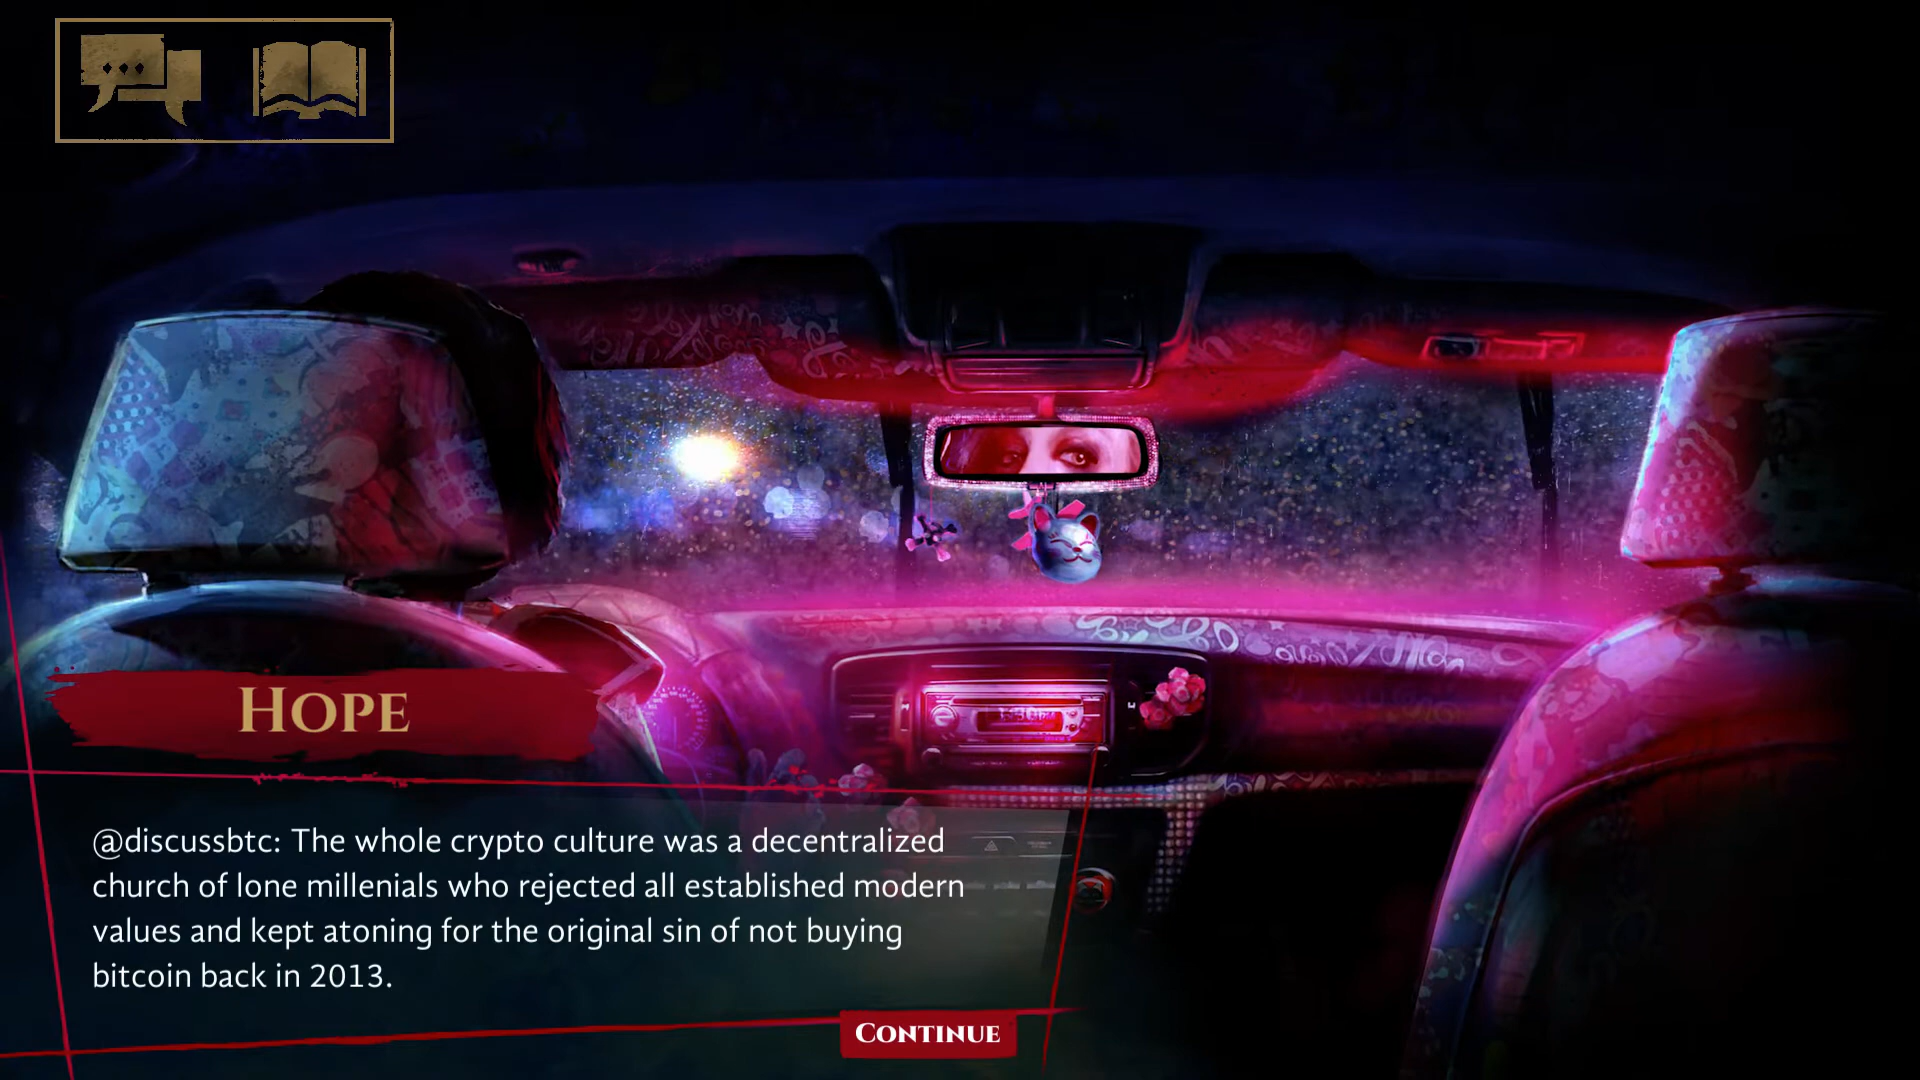 HOPE
@discussbtc: The whole crypto culture was a decentralized
church of lone millenials who rejected all established modern
values and kept atoning for the original sin of not buying
bitcoin back in 2013.
CONTINUE